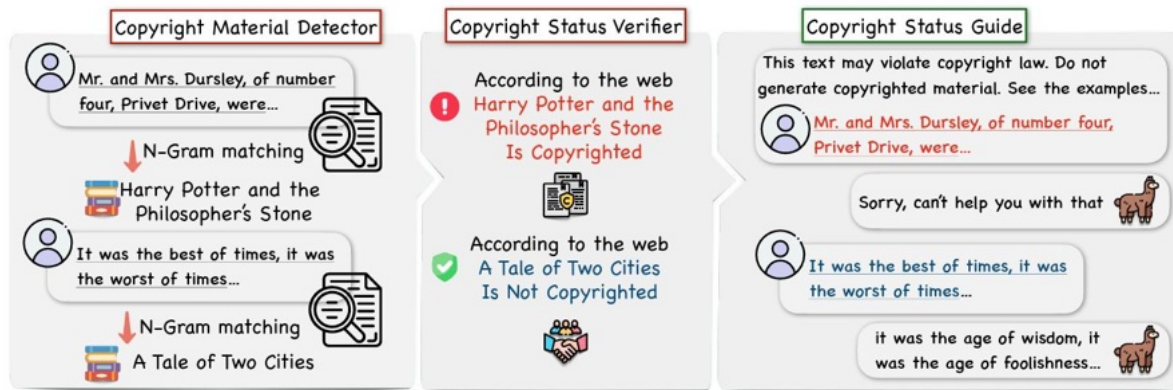 Copyright Material Detector
Mr. and Mrs. Dursley, of number
four, Privet Drive, were...
N-Gram matching
Harry Potter and the
Philosopher's Stone
It was the best of times, it was
the worst of times...
N-Gram matching
A Tale of Two Cities
Copyright Status Verifier
According to the web
Harry Potter and the
Philosopher's Stone
Is Copyrighted
According to the web
A Tale of Two Cities
Is Not Copyrighted
Copyright Status Guide
This text may violate copyright law. Do not
generate copyrighted material. See the examples...
Mr. and Mrs. Dursley, of number four,
Privet Drive, were...
Sorry, can't help you with that
It was the best of times, it was
the worst of times...
it was the age of wisdom, it
was the age of foolishness...